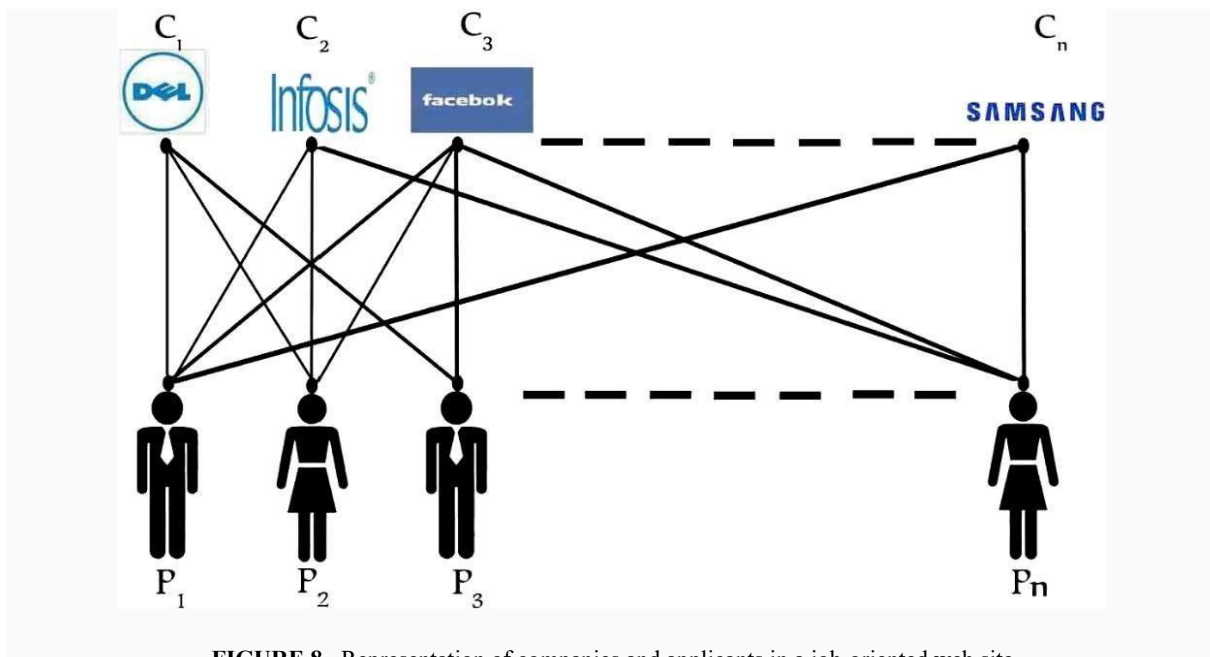 C₁ C₂ C₃ Cₙ
DEL Infosis® facebok SAMSANG
P₁ P₂ P₃ Pn
FIGURE 8. Representation of companies and applicants in a job-oriented web site